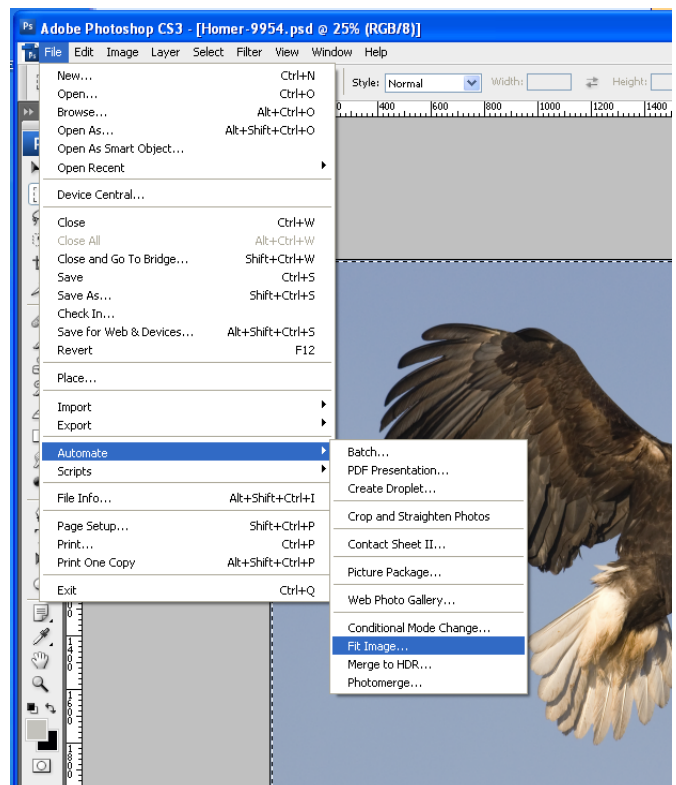 Ps Adobe Photoshop CS3 - [Homer-9954.psd @ 25% (RGB/8)]
Ps File Edit Image Layer Select Filter View Window Help
Style: Normal Width: Height:
0 400 600 800 1000 1200 1400
New... Ctrl+N
Open... Ctrl+O
Browse... Alt+Ctrl+O
Open As... Alt+Shift+Ctrl+O
Open As Smart Object...
Open Recent
Device Central...
Close Ctrl+W
Close All Alt+Ctrl+W
Close and Go To Bridge... Shift+Ctrl+W
Save Ctrl+S
Save As... Shift+Ctrl+S
Check In...
Save for Web & Devices... Alt+Shift+Ctrl+S
Revert F12
Place...
Import
Export
Automate
Scripts
File Info... Alt+Shift+Ctrl+I
Page Setup... Shift+Ctrl+P
Print... Ctrl+P
Print One Copy Alt+Shift+Ctrl+P
Exit Ctrl+Q
Batch...
PDF Presentation...
Create Droplet...
Crop and Straighten Photos
Contact Sheet II...
Picture Package...
Web Photo Gallery...
Conditional Mode Change...
Fit Image...
Merge to HDR...
Photomerge...
1400
1600
1800